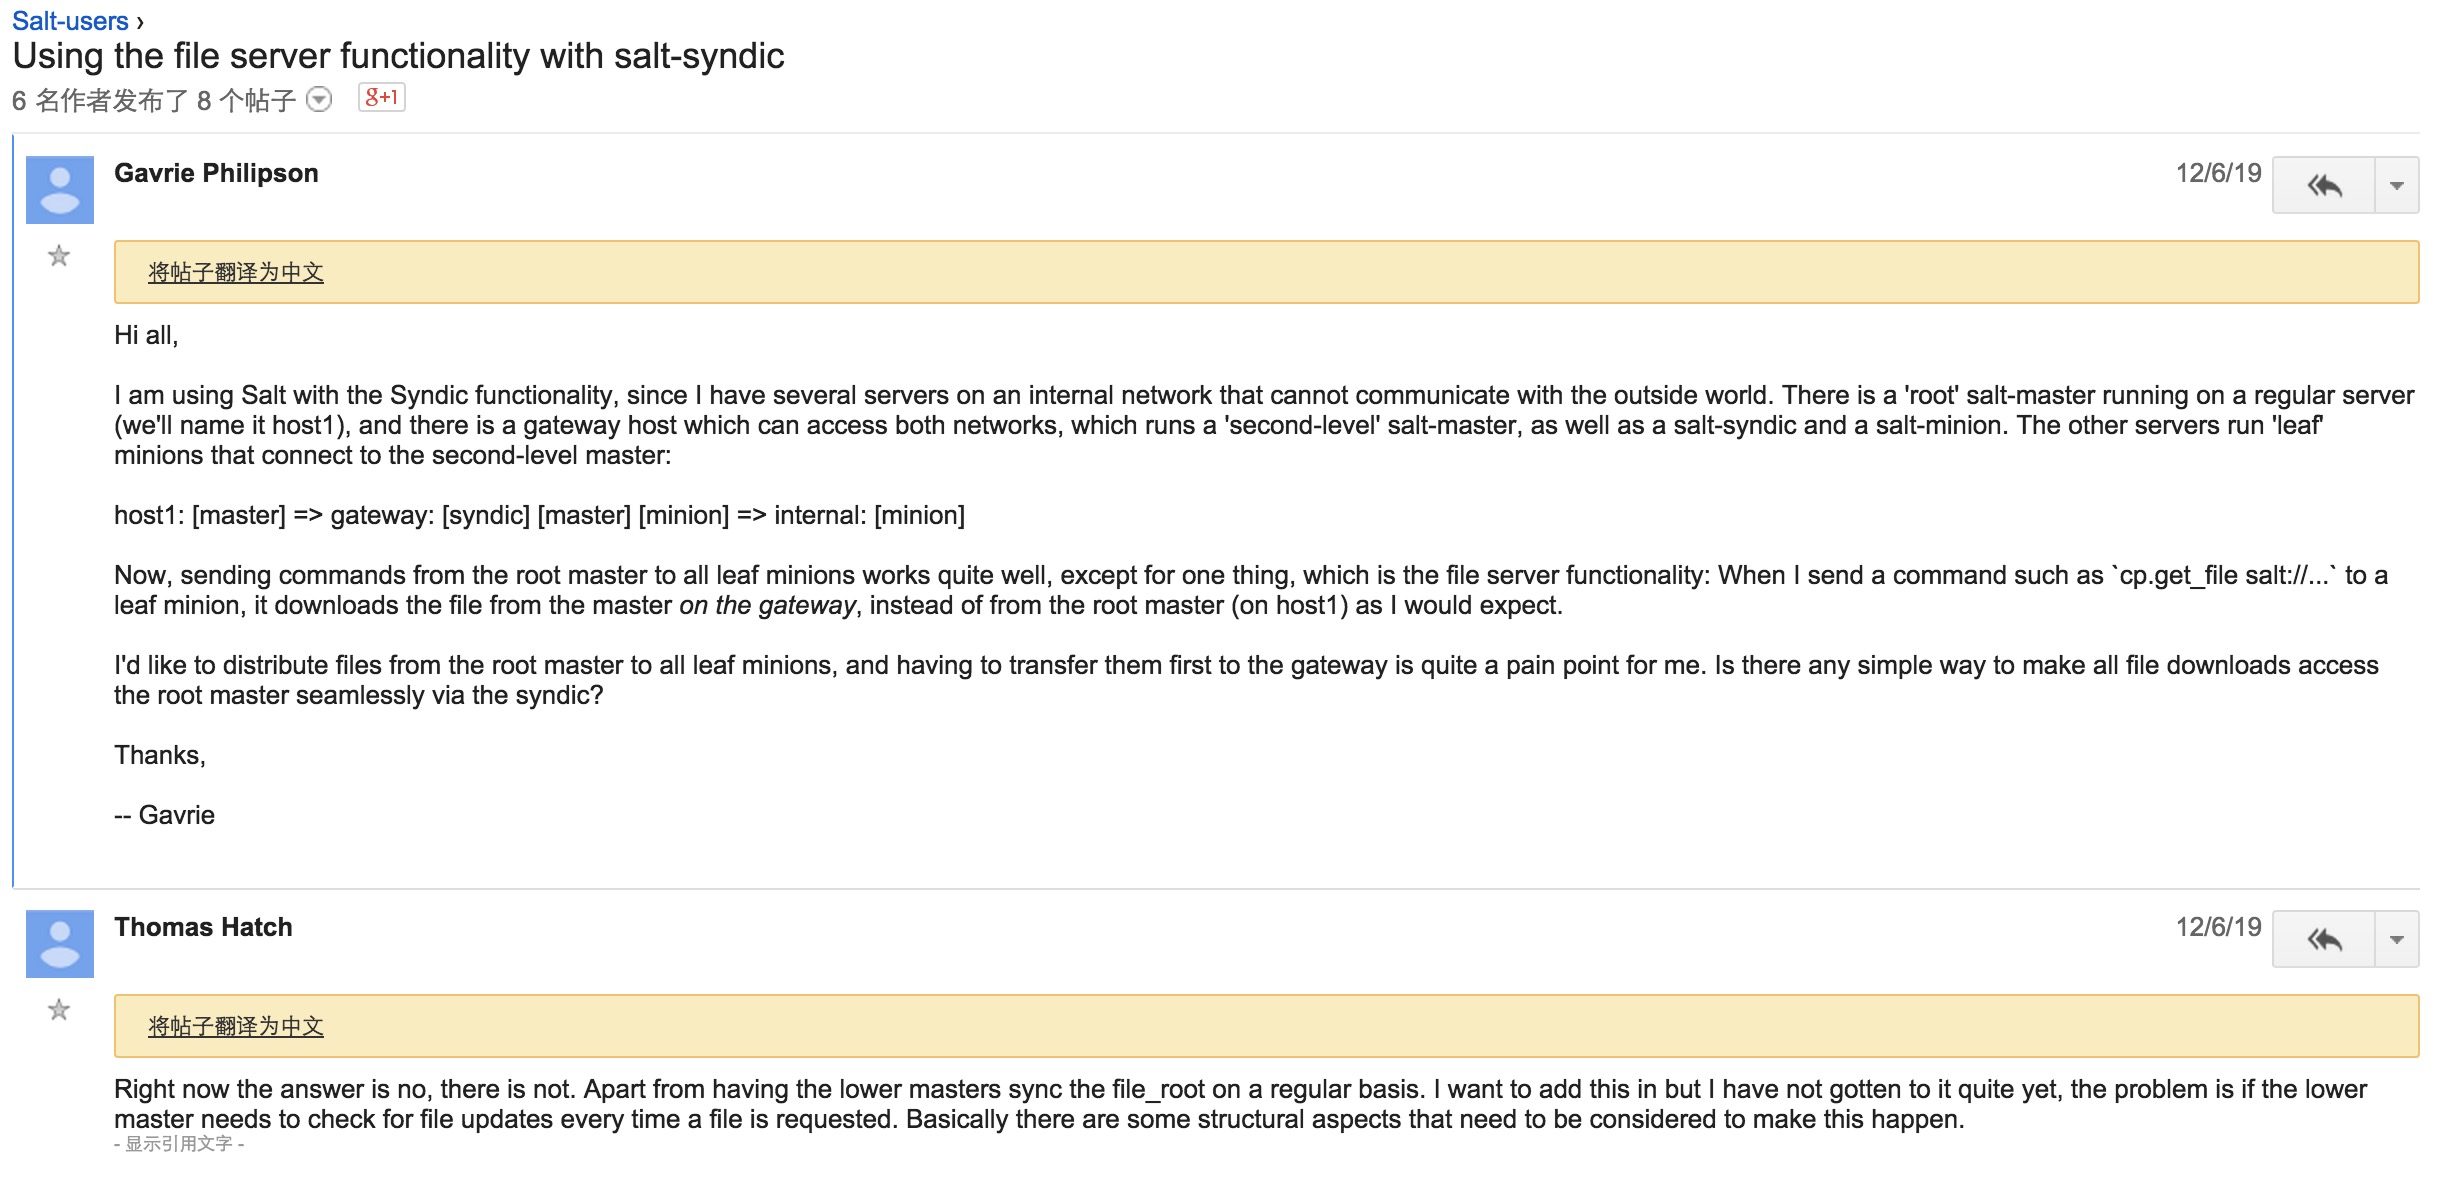 Salt-users ›
Using the file server functionality with salt-syndic
6 名作者发布了 8 个帖子
g+1
Gavrie Philipson
12/6/19
将帖子翻译为中文
Hi all,
I am using Salt with the Syndic functionality, since I have several servers on an internal network that cannot communicate with the outside world. There is a 'root' salt-master running on a regular server
(we'll name it host1), and there is a gateway host which can access both networks, which runs a 'second-level' salt-master, as well as a salt-syndic and a salt-minion. The other servers run 'leaf'
minions that connect to the second-level master:
host1: [master] => gateway: [syndic] [master] [minion] => internal: [minion]
Now, sending commands from the root master to all leaf minions works quite well, except for one thing, which is the file server functionality: When I send a command such as `cp.get_file salt://...` to a
leaf minion, it downloads the file from the master on the gateway, instead of from the root master (on host1) as I would expect.
I'd like to distribute files from the root master to all leaf minions, and having to transfer them first to the gateway is quite a pain point for me. Is there any simple way to make all file downloads access
the root master seamlessly via the syndic?
Thanks,
-- Gavrie
Thomas Hatch
12/6/19
将帖子翻译为中文
Right now the answer is no, there is not. Apart from having the lower masters sync the file_root on a regular basis. I want to add this in but I have not gotten to it quite yet, the problem is if the lower
master needs to check for file updates every time a file is requested. Basically there are some structural aspects that need to be considered to make this happen.
- 显示引用文字 -